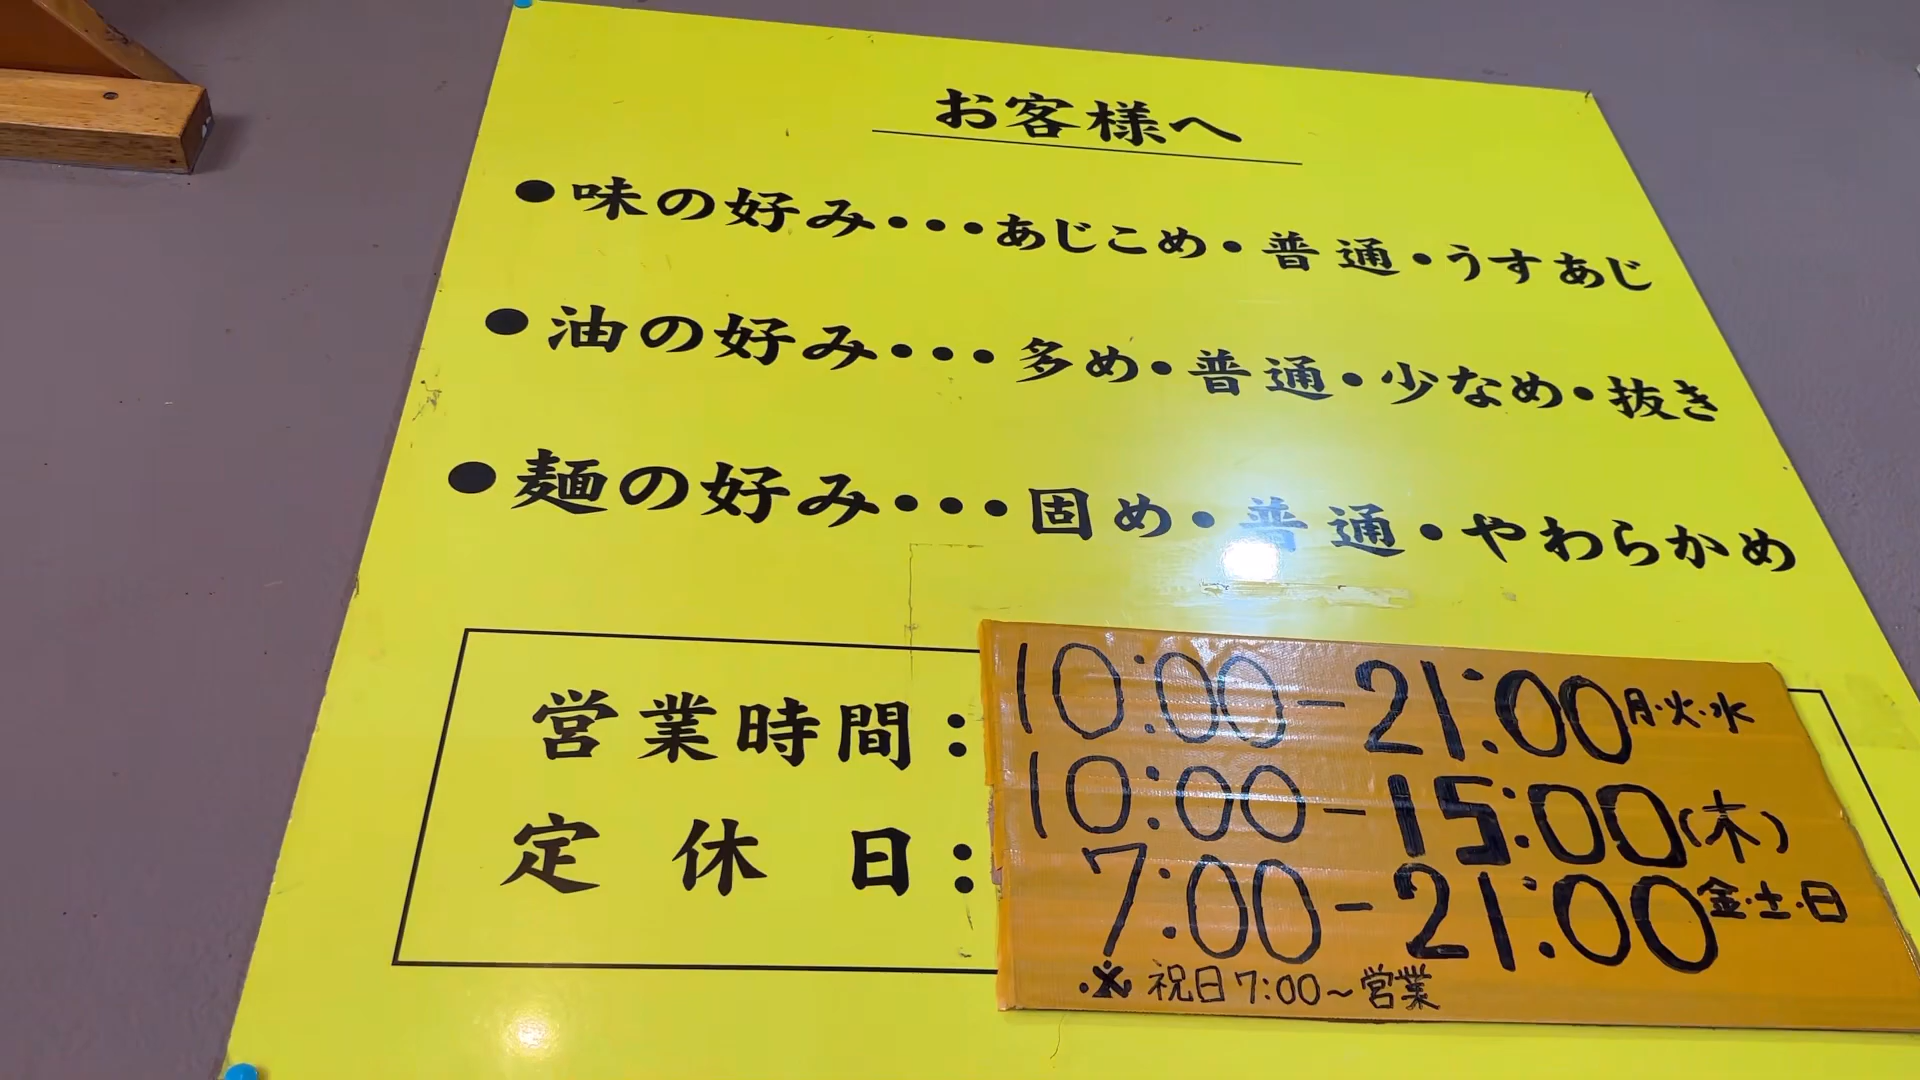 お客様へ
●味の好み・・・あじこめ・普通・うすあじ
●油の好み・・・多め・普通・少なめ・抜き
●麺の好み・・・固め・普通・やわらかめ
営業時間：10:00-21:00月・火・水
10:00-15:00(木)
定休日：
7:00-21:00金・土・日
※祝日7:00～営業